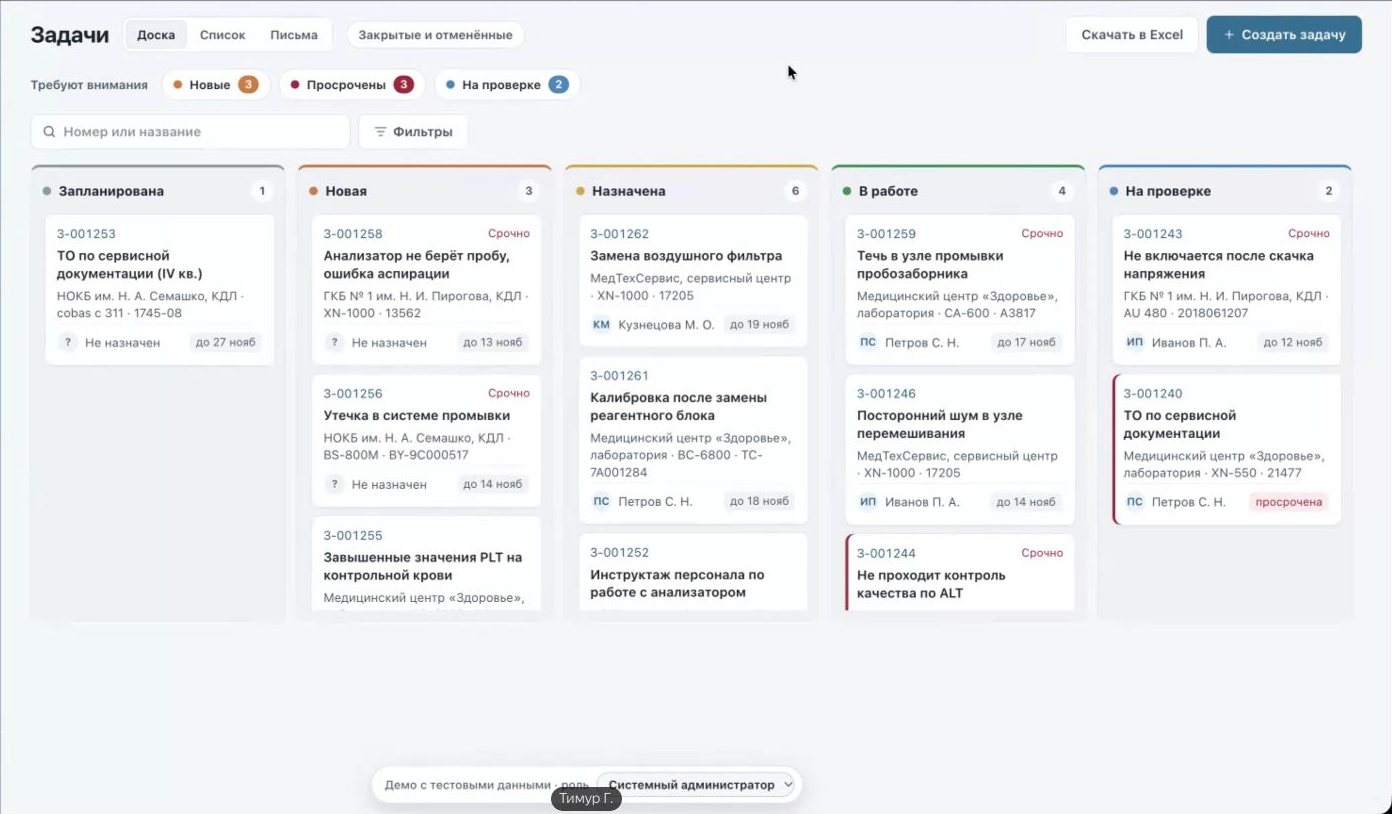 Задачи
Доска
Список
Письма
Закрытые и отменённые
Скачать в Excel
+ Создать задачу
Требуют внимания
Новые 3
Просрочены 3
На проверке 2
Номер или название
Фильтры
Запланирована 1
З-001253
ТО по сервисной
документации (IV кв.)
НОКБ им. Н. А. Семашко, КДЛ ·
cobas c 311 · 1745-08
? Не назначен до 27 нояб
Новая 3
З-001258 Срочно
Анализатор не берёт пробу,
ошибка аспирации
ГКБ № 1 им. Н. И. Пирогова, КДЛ ·
XN-1000 · 13562
? Не назначен до 13 нояб
З-001256 Срочно
Утечка в системе промывки
НОКБ им. Н. А. Семашко, КДЛ ·
BS-800M · BY-9C000517
? Не назначен до 14 нояб
З-001255
Завышенные значения PLT на
контрольной крови
Медицинский центр «Здоровье»,
Назначена 6
З-001262
Замена воздушного фильтра
МедТехСервис, сервисный центр
· XN-1000 · 17205
КМ Кузнецова М. О. до 19 нояб
З-001261
Калибровка после замены
реагентного блока
Медицинский центр «Здоровье»,
лаборатория · BC-6800 · TC-
7A001284
ПС Петров С. Н. до 18 нояб
З-001252
Инструктаж персонала по
работе с анализатором
В работе 4
З-001259 Срочно
Течь в узле промывки
пробозаборника
Медицинский центр «Здоровье»,
лаборатория · CA-600 · A3817
ПС Петров С. Н. до 17 нояб
З-001246
Посторонний шум в узле
перемешивания
МедТехСервис, сервисный центр
· XN-1000 · 17205
ИП Иванов П. А. до 14 нояб
З-001244 Срочно
Не проходит контроль
качества по ALT
На проверке 2
З-001243 Срочно
Не включается после скачка
напряжения
ГКБ № 1 им. Н. И. Пирогова, КДЛ ·
AU 480 · 2018061207
ИП Иванов П. А. до 12 нояб
З-001240
ТО по сервисной
документации
Медицинский центр «Здоровье»,
лаборатория · XN-550 · 21477
ПС Петров С. Н. просрочена
Демо с тестовыми данными · роль Системный администратор
Тимур Г.